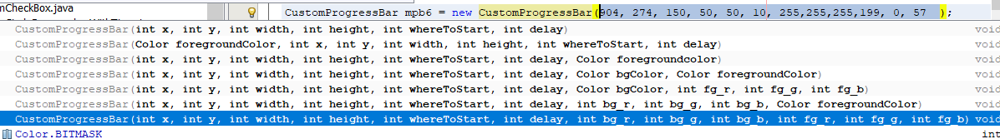 mCheckBox.java
CustomProgressBar mpb6 = new CustomProgressBar(904, 274, 150, 50, 50, 10, 255,255,255,199, 0, 57 );
CustomProgressBar(int x, int y, int width, int height, int whereToStart, int delay) void
CustomProgressBar(Color foregroundColor, int x, int y, int width, int height, int whereToStart, int delay) void
CustomProgressBar(int x, int y, int width, int height, int whereToStart, int delay, Color foregroundcolor) void
CustomProgressBar(int x, int y, int width, int height, int whereToStart, int delay, Color bgColor, Color foregroundColor) void
CustomProgressBar(int x, int y, int width, int height, int whereToStart, int delay, Color bgColor, int fg_r, int fg_g, int fg_b) void
CustomProgressBar(int x, int y, int width, int height, int whereToStart, int delay, int bg_r, int bg_g, int bg_b, Color foregroundColor) void
CustomProgressBar(int x, int y, int width, int height, int whereToStart, int delay, int bg_r, int bg_g, int bg_b, int fg_r, int fg_g, int fg_b) void
Color.BITMASK int